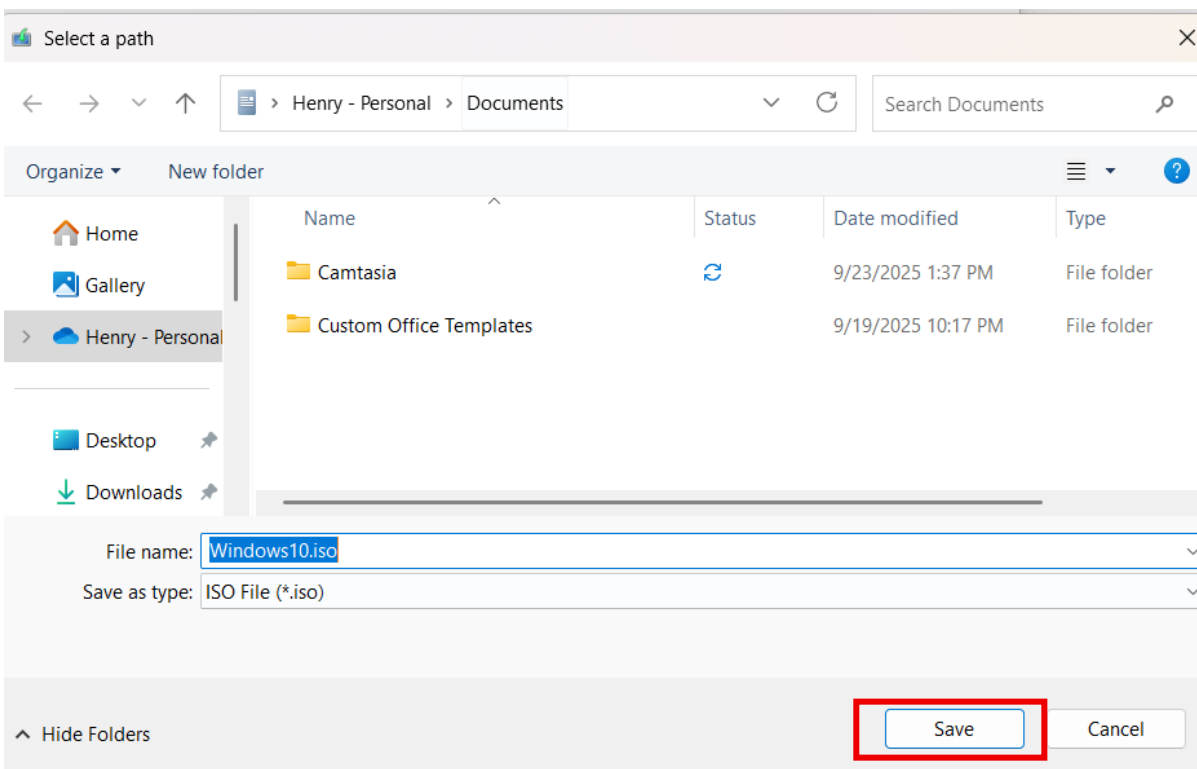 Select a path
Henry - Personal > Documents
Search Documents
Organize
New folder
Name
Status
Date modified
Type
Home
Gallery
Henry - Personal
Desktop
Downloads
Camtasia
9/23/2025 1:37 PM
File folder
Custom Office Templates
9/19/2025 10:17 PM
File folder
File name:
Windows10.iso
Save as type:
ISO File (*.iso)
Hide Folders
Save
Cancel